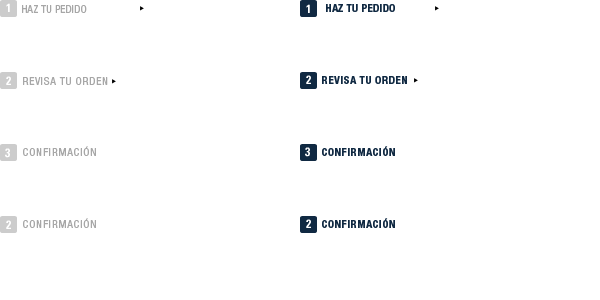 1 HAZ TU PEDIDO
1 HAZ TU PEDIDO
2 REVISA TU ORDEN
2 REVISA TU ORDEN
3 CONFIRMACIÓN
3 CONFIRMACIÓN
2 CONFIRMACIÓN
2 CONFIRMACIÓN